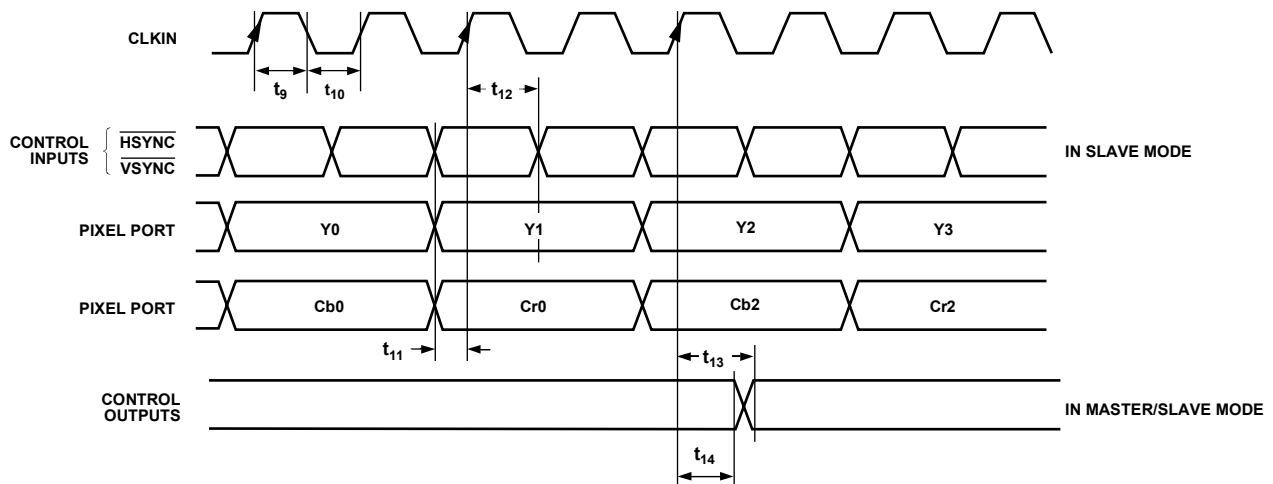 CLKIN
t9 t10 t12
CONTROL INPUTS { HSYNC VSYNC
IN SLAVE MODE
PIXEL PORT Y0 Y1 Y2 Y3
PIXEL PORT Cb0 Cr0 Cb2 Cr2
t11 t13
CONTROL OUTPUTS
IN MASTER/SLAVE MODE
t14